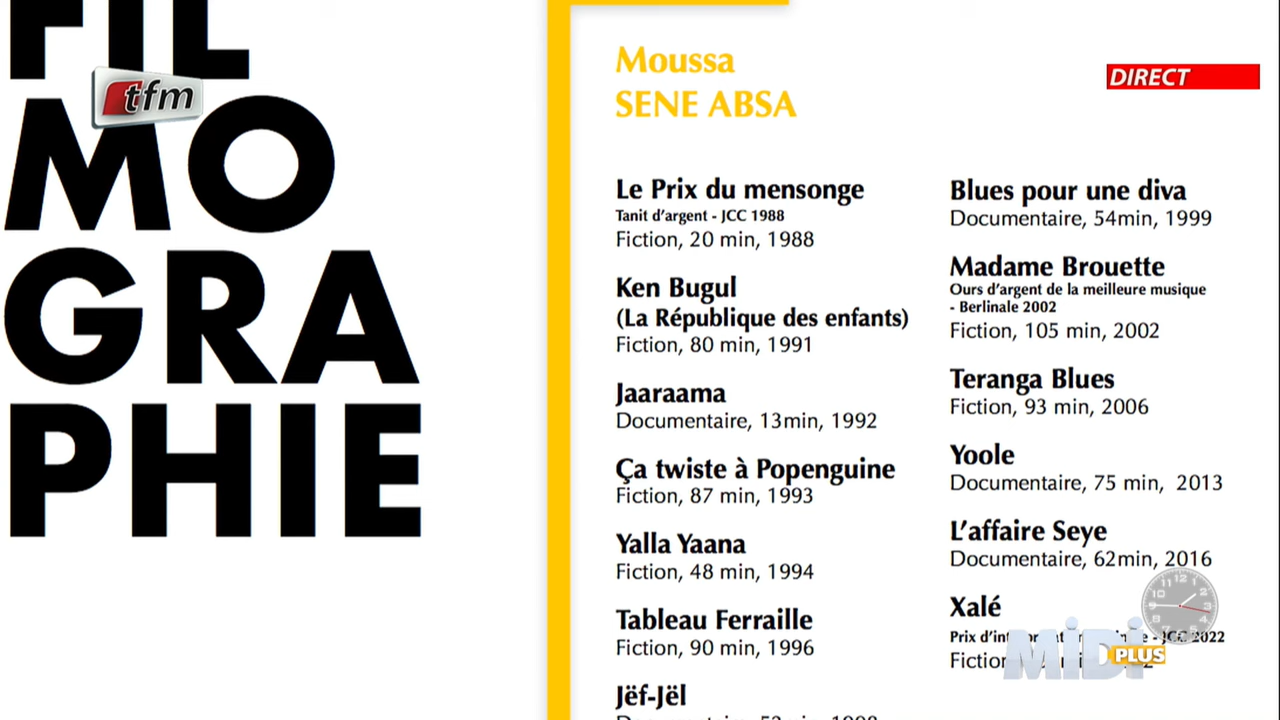 FIL
MO
GRA
PHIE
tfm
DIRECT
Moussa
SENE ABSA
Le Prix du mensonge
Tanit d'argent - JCC 1988
Fiction, 20 min, 1988
Ken Bugul
(La République des enfants)
Fiction, 80 min, 1991
Jaaraama
Documentaire, 13min, 1992
Ça twiste à Popenguine
Fiction, 87 min, 1993
Yalla Yaana
Fiction, 48 min, 1994
Tableau Ferraille
Fiction, 90 min, 1996
Jëf-Jël
Blues pour une diva
Documentaire, 54min, 1999
Madame Brouette
Ours d'argent de la meilleure musique
- Berlinale 2002
Fiction, 105 min, 2002
Teranga Blues
Fiction, 93 min, 2006
Yoole
Documentaire, 75 min, 2013
L'affaire Seye
Documentaire, 62min, 2016
Xalé
- JCC 2022
MiDi
PLUS